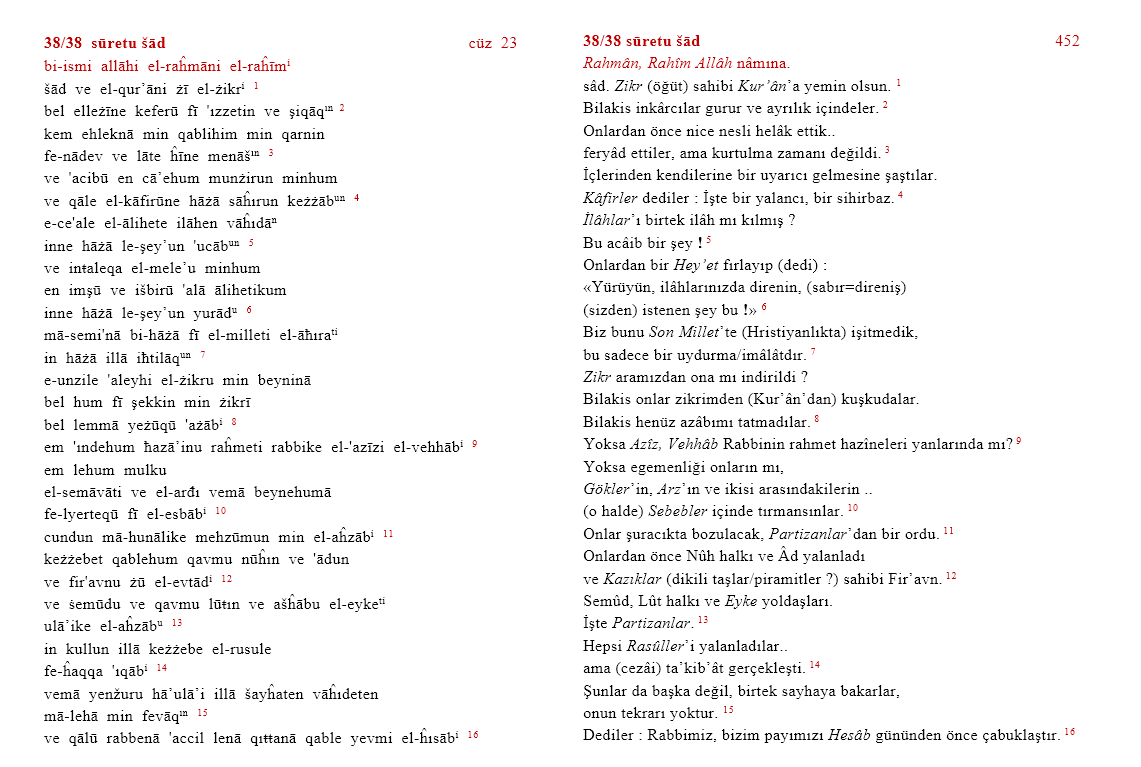 38/38 sūretu šād cüz 23
bi-ismi allāhi el-raĥmāni el-raĥīmⁱ
šād ve el-qur’āni żī el-żikrⁱ 1
bel elleżīne keferū fī 'ızzetin ve şiqāqⁱⁿ 2
kem ehleknā min qablihim min qarnin
fe-nādev ve lāte ĥīne menāšⁱⁿ 3
ve 'acibū en cā’ehum munżirun minhum
ve qāle el-kāfirūne hāżā sāĥırun keżżābᵘⁿ 4
e-ce'ale el-ālihete ilāhen vāĥıdāⁿ
inne hāżā le-şey’un 'ucābᵘⁿ 5
ve inŧaleqa el-mele’u minhum
en imşū ve išbirū 'alā ālihetikum
inne hāżā le-şey’un yurādᵘ 6
mā-semi'nā bi-hāżā fī el-milleti el-āħıraᵗⁱ
in hāżā illā iħtilāqᵘⁿ 7
e-unzile 'aleyhi el-żikru min beyninā
bel hum fī şekkin min żikrī
bel lemmā yeżūqū 'ażābⁱ 8
em 'ındehum ħazā’inu raĥmeti rabbike el-'azīzi el-vehhābⁱ 9
em lehum mulku
el-semāvāti ve el-arđı vemā beynehumā
fe-lyerteqū fī el-esbābⁱ 10
cundun mā-hunālike mehzūmun min el-aĥzābⁱ 11
keżżebet qablehum qavmu nūĥın ve 'ādun
ve fir'avnu żū el-evtādⁱ 12
ve ŝemūdu ve qavmu lūŧın ve ašĥābu el-eykeᵗⁱ
ulā’ike el-aĥzābᵘ 13
in kullun illā keżżebe el-rusule
fe-ĥaqqa 'ıqābⁱ 14
vemā yenžuru hā’ulā’i illā šayĥaten vāĥıdeten
mā-lehā min fevāqⁱⁿ 15
ve qālū rabbenā 'accil lenā qıŧŧanā qable yevmi el-ĥısābⁱ 16
38/38 sūretu šād 452
Rahmân, Rahîm Allâh nâmına.
sâd. Zikr (öğüt) sahibi Kur’ân’a yemin olsun. 1
Bilakis inkârcılar gurur ve ayrılık içindeler. 2
Onlardan önce nice nesli helâk ettik..
feryâd ettiler, ama kurtulma zamanı değildi. 3
İçlerinden kendilerine bir uyarıcı gelmesine şaştılar.
Kâfirler dediler : İşte bir yalancı, bir sihirbaz. 4
İlâhlar’ı birtek ilâh mı kılmış ?
Bu acâib bir şey ! 5
Onlardan bir Hey’et fırlayıp (dedi) :
«Yürüyün, ilâhlarınızda direnin, (sabır=direniş)
(sizden) istenen şey bu !» 6
Biz bunu Son Millet’te (Hristiyanlıkta) işitmedik,
bu sadece bir uydurma/imâlâtdır. 7
Zikr aramızdan ona mı indirildi ?
Bilakis onlar zikrimden (Kur’ân’dan) kuşkudalar.
Bilakis henüz azâbımı tatmadılar. 8
Yoksa Azîz, Vehhâb Rabbinin rahmet hazîneleri yanlarında mı? 9
Yoksa egemenliği onların mı,
Gökler’in, Arz’ın ve ikisi arasındakilerin ..
(o halde) Sebebler içinde tırmansınlar. 10
Onlar şuracıkta bozulacak, Partizanlar’dan bir ordu. 11
Onlardan önce Nûh halkı ve Âd yalanladı
ve Kazıklar (dikili taşlar/piramitler ?) sahibi Fir’avn. 12
Semûd, Lût halkı ve Eyke yoldaşları.
İşte Partizanlar. 13
Hepsi Rasûller’i yalanladılar..
ama (cezâi) ta’kib’ât gerçekleşti. 14
Şunlar da başka değil, birtek sayhaya bakarlar,
onun tekrarı yoktur. 15
Dediler : Rabbimiz, bizim payımızı Hesâb gününden önce çabuklaştır. 16